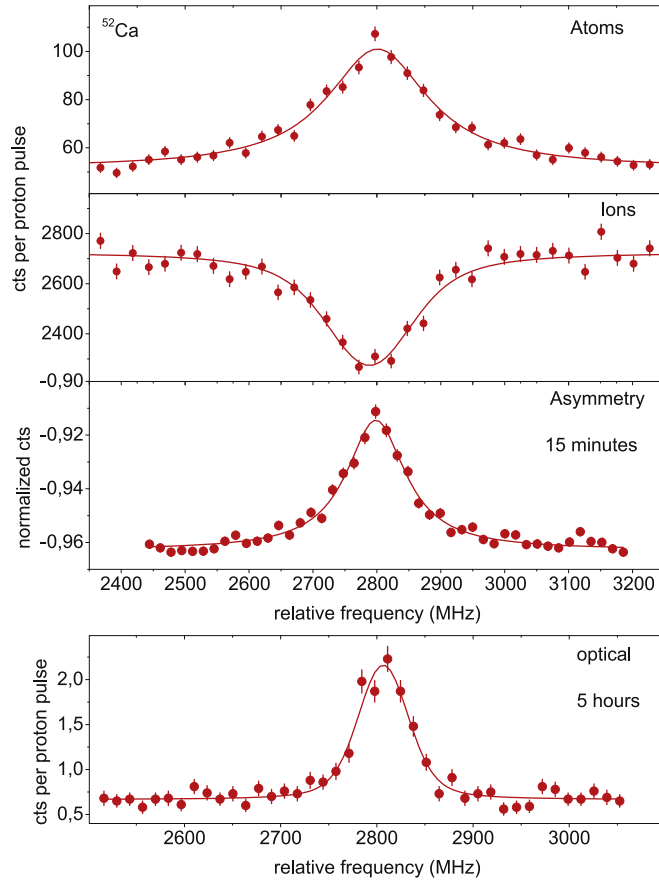 ⁵²Ca
Atoms
100
80
60
cts per proton pulse
Ions
2800
2600
2400
-0,90
Asymmetry
15 minutes
-0,92
-0,94
-0,96
normalized cts
2400 2500 2600 2700 2800 2900 3000 3100 3200
relative frequency (MHz)
optical
5 hours
2,0
1,5
1,0
0,5
cts per proton pulse
2600 2700 2800 2900 3000
relative frequency (MHz)